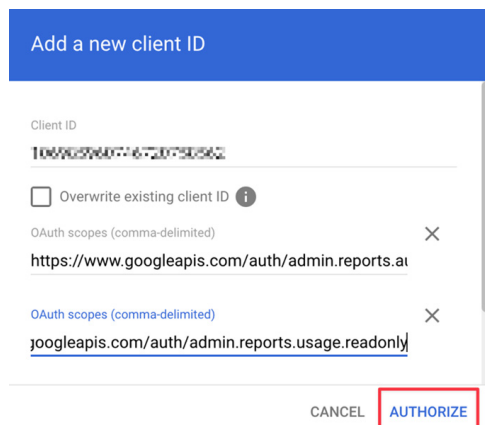 Add a new client ID
Client ID
Overwrite existing client ID
OAuth scopes (comma-delimited)
https://www.googleapis.com/auth/admin.reports.au
OAuth scopes (comma-delimited)
googleapis.com/auth/admin.reports.usage.readonly
CANCEL AUTHORIZE